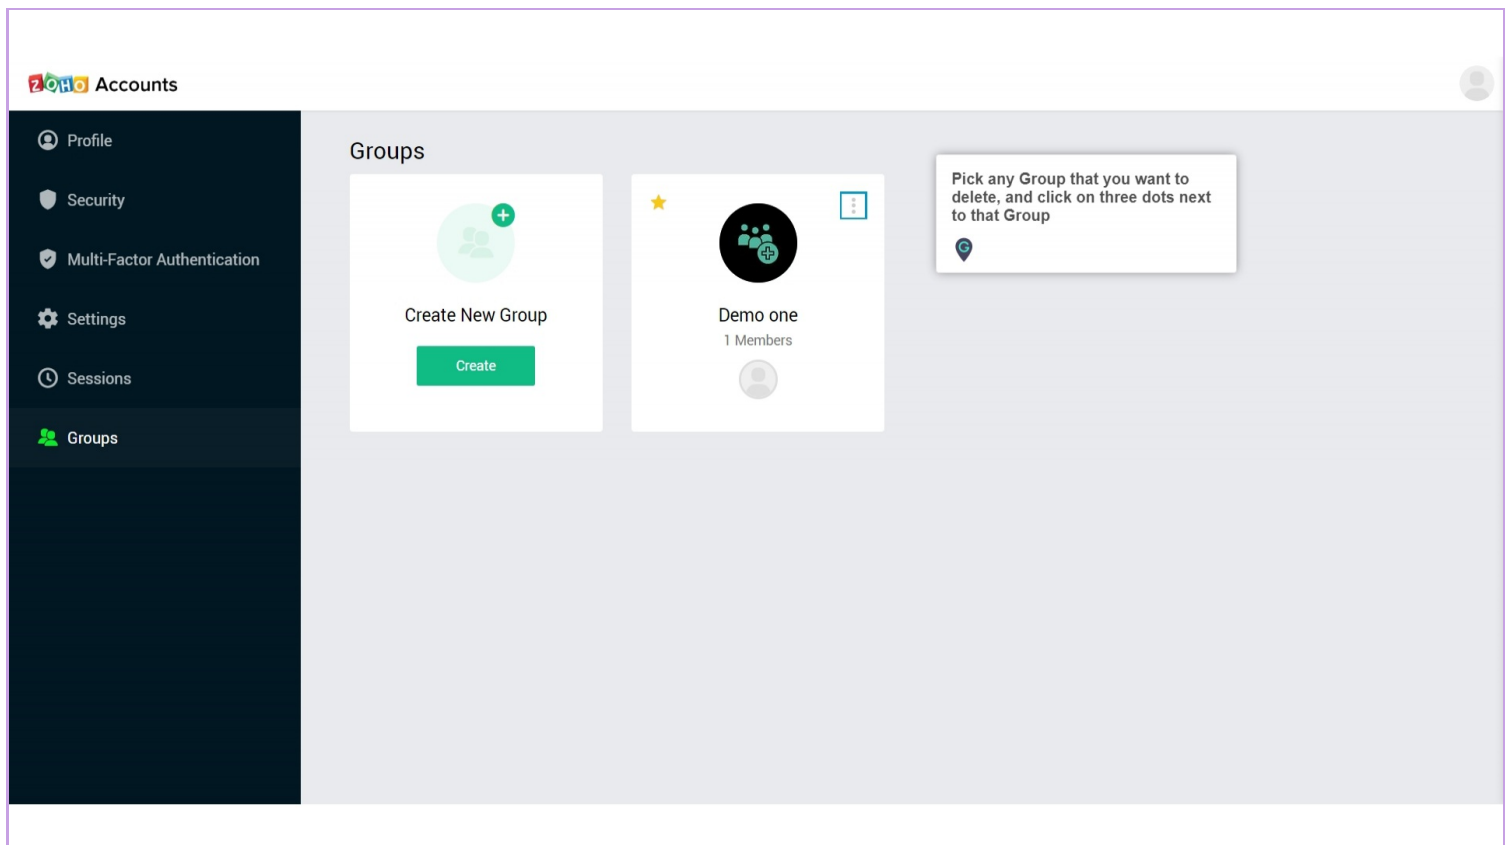 ZOHO Accounts
Profile
Security
Multi-Factor Authentication
Settings
Sessions
Groups
Groups
Create New Group
Create
Demo one
1 Members
Pick any Group that you want to
delete, and click on three dots next
to that Group
G